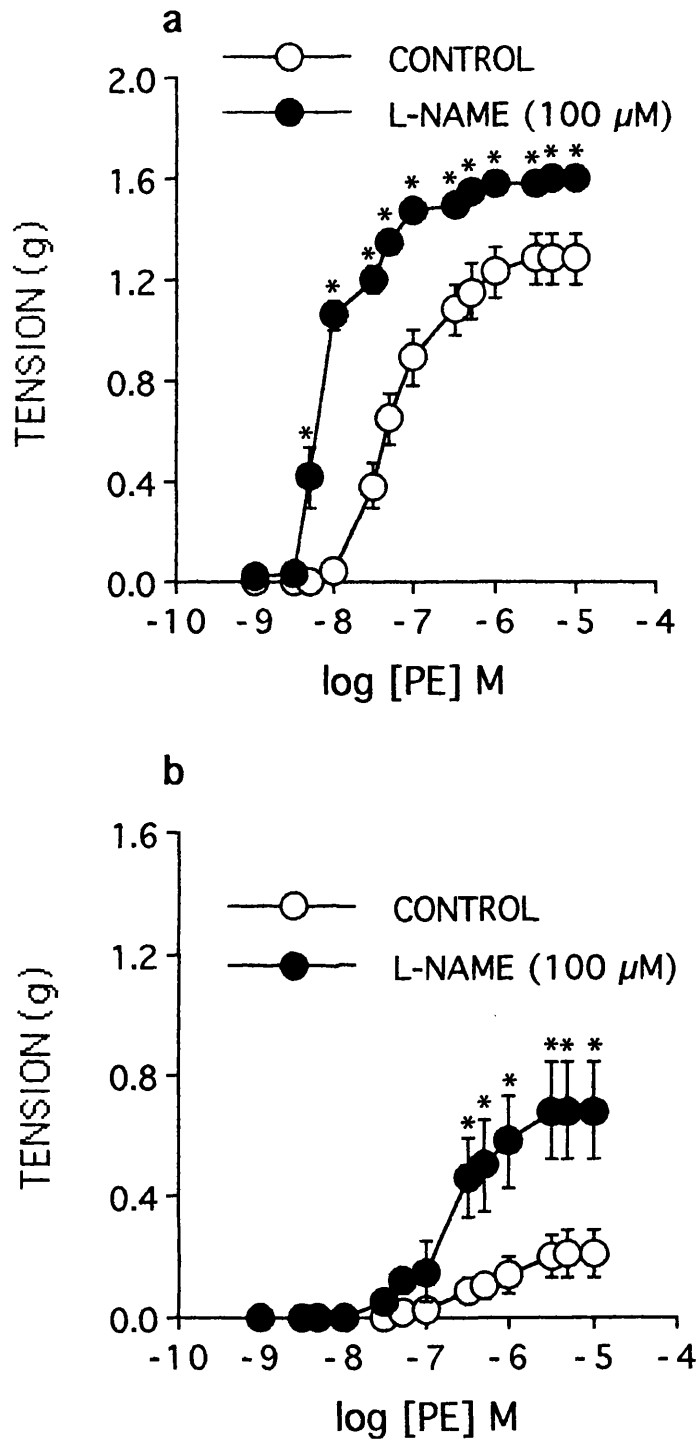 a
CONTROL
L-NAME (100 µM)
2.0
1.6
1.2
0.8
0.4
0.0
TENSION (g)
* * * * * * * * * * *
-10 -9 -8 -7 -6 -5 -4
log [PE] M
b
1.6
CONTROL
L-NAME (100 µM)
1.2
0.8
0.4
0.0
TENSION (g)
* * * * * *
-10 -9 -8 -7 -6 -5 -4
log [PE] M